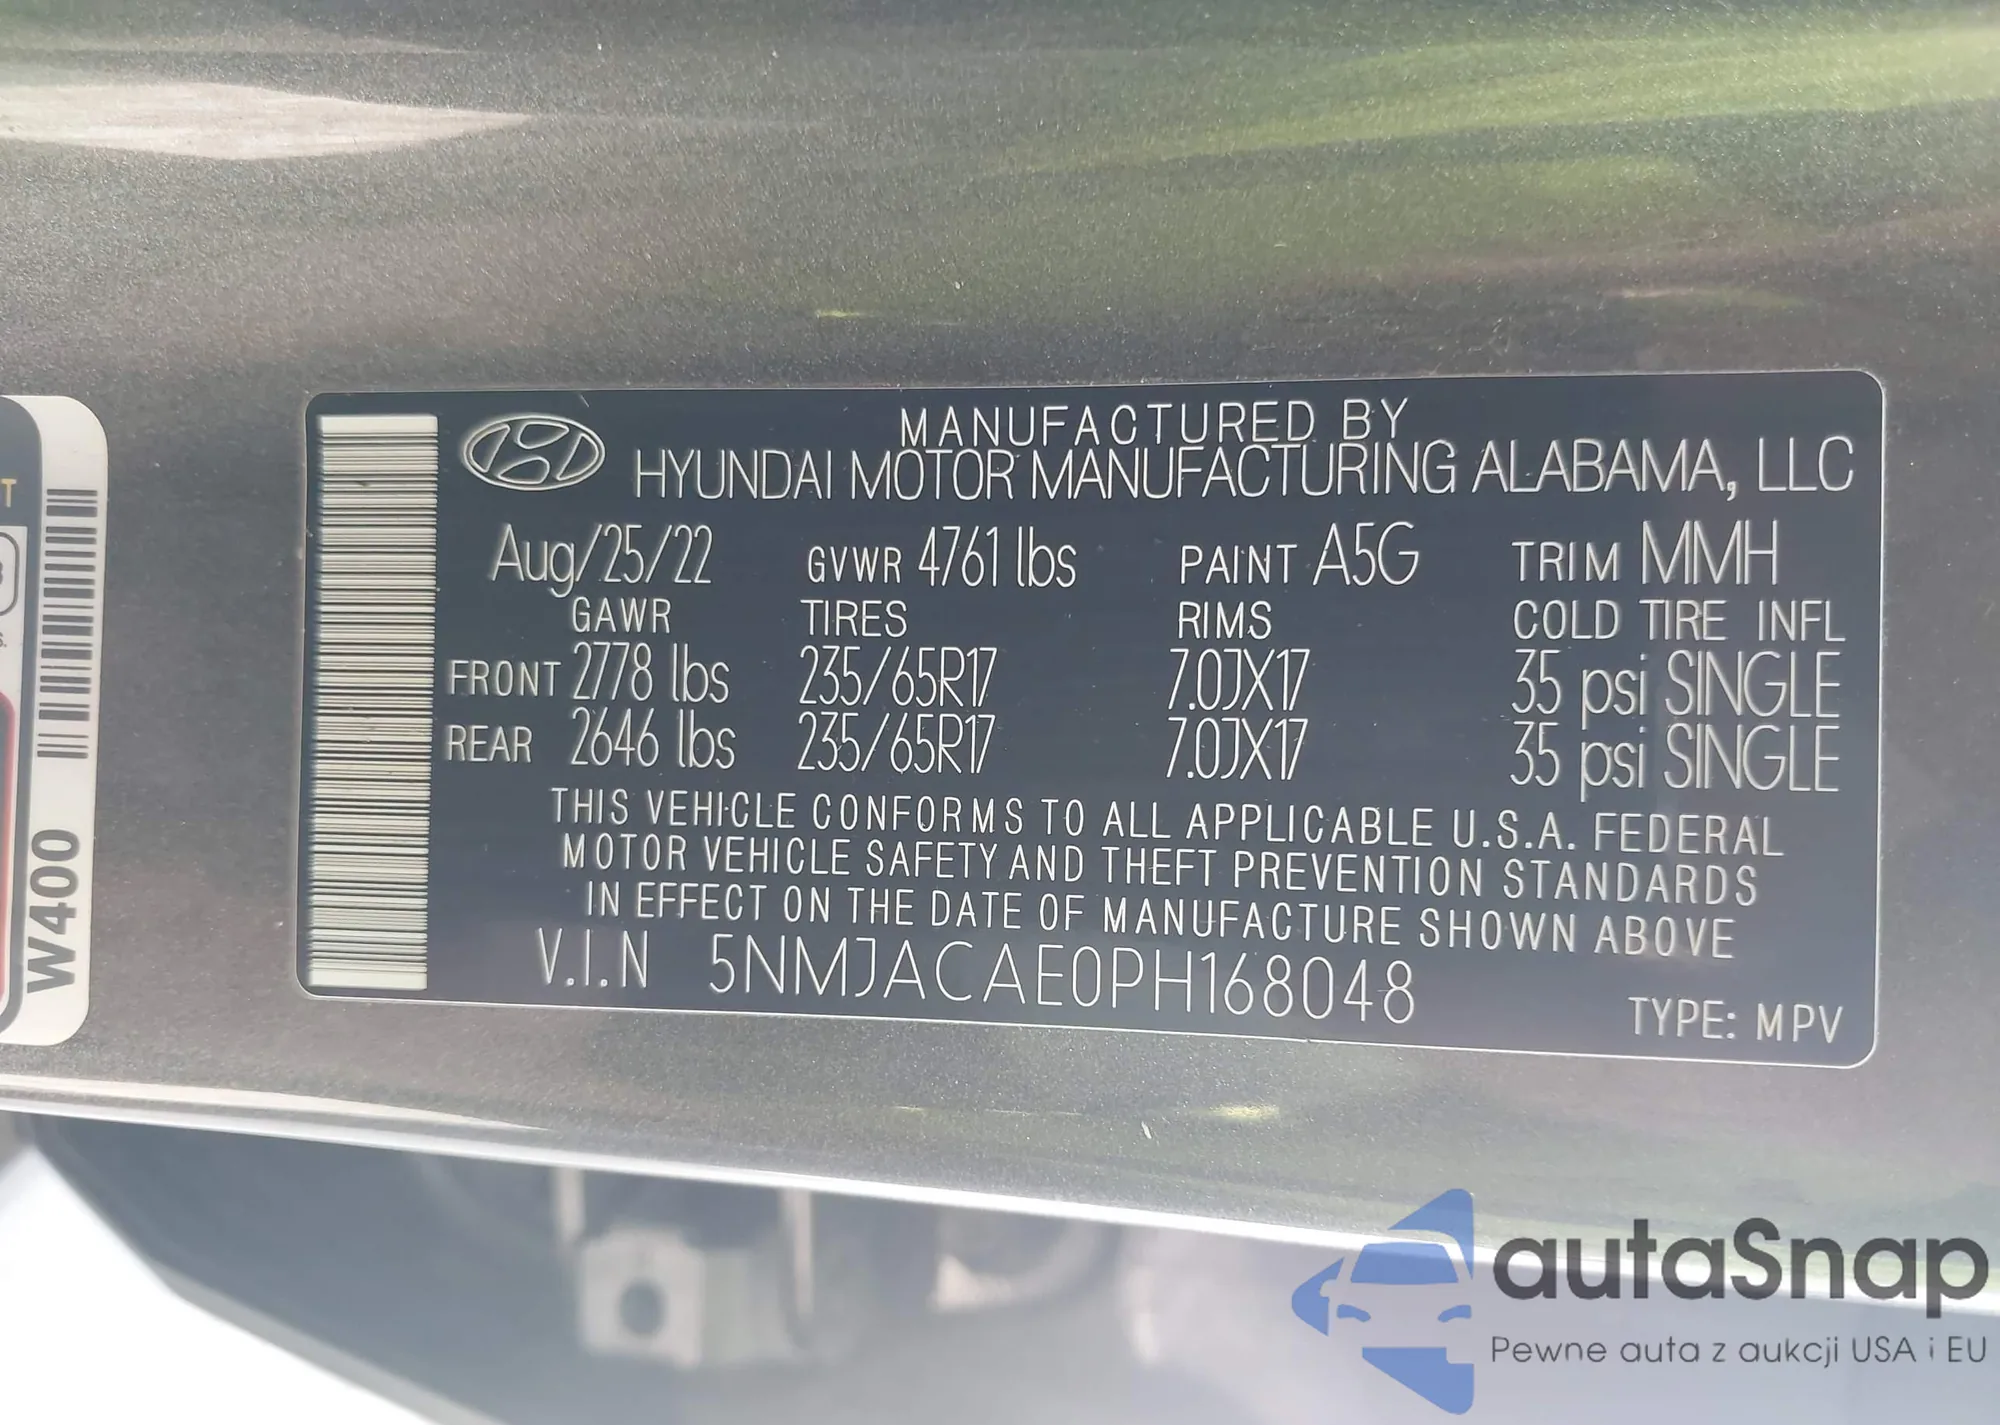 MANUFACTURED BY
HYUNDAI MOTOR MANUFACTURING ALABAMA, LLC
Aug/25/22 GVWR 4761 lbs PAINT A5G TRIM MMH
GAWR TIRES RIMS COLD TIRE INFL
FRONT 2778 lbs 235/65R17 7.0JX17 35 psi SINGLE
REAR 2646 lbs 235/65R17 7.0JX17 35 psi SINGLE
THIS VEHICLE CONFORMS TO ALL APPLICABLE U.S.A. FEDERAL
MOTOR VEHICLE SAFETY AND THEFT PREVENTION STANDARDS
IN EFFECT ON THE DATE OF MANUFACTURE SHOWN ABOVE
V.I.N 5NMJACAE0PH168048
TYPE: MPV
W400
autaSnap
Pewne auta z aukcji USA i EU